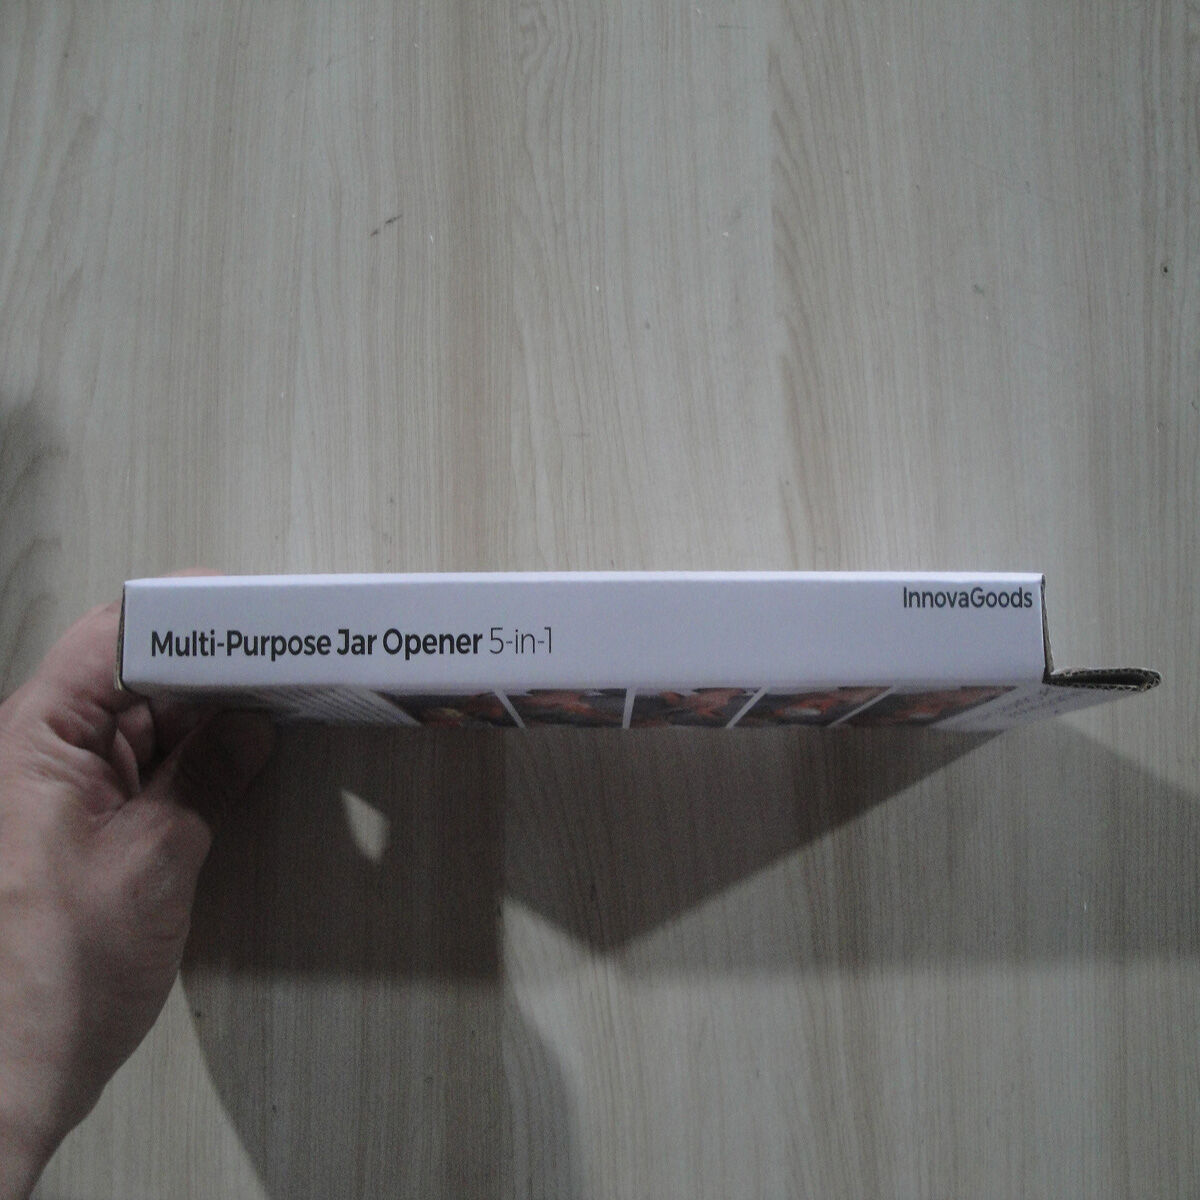 InnovaGoods
Multi-Purpose Jar Opener 5-in-1